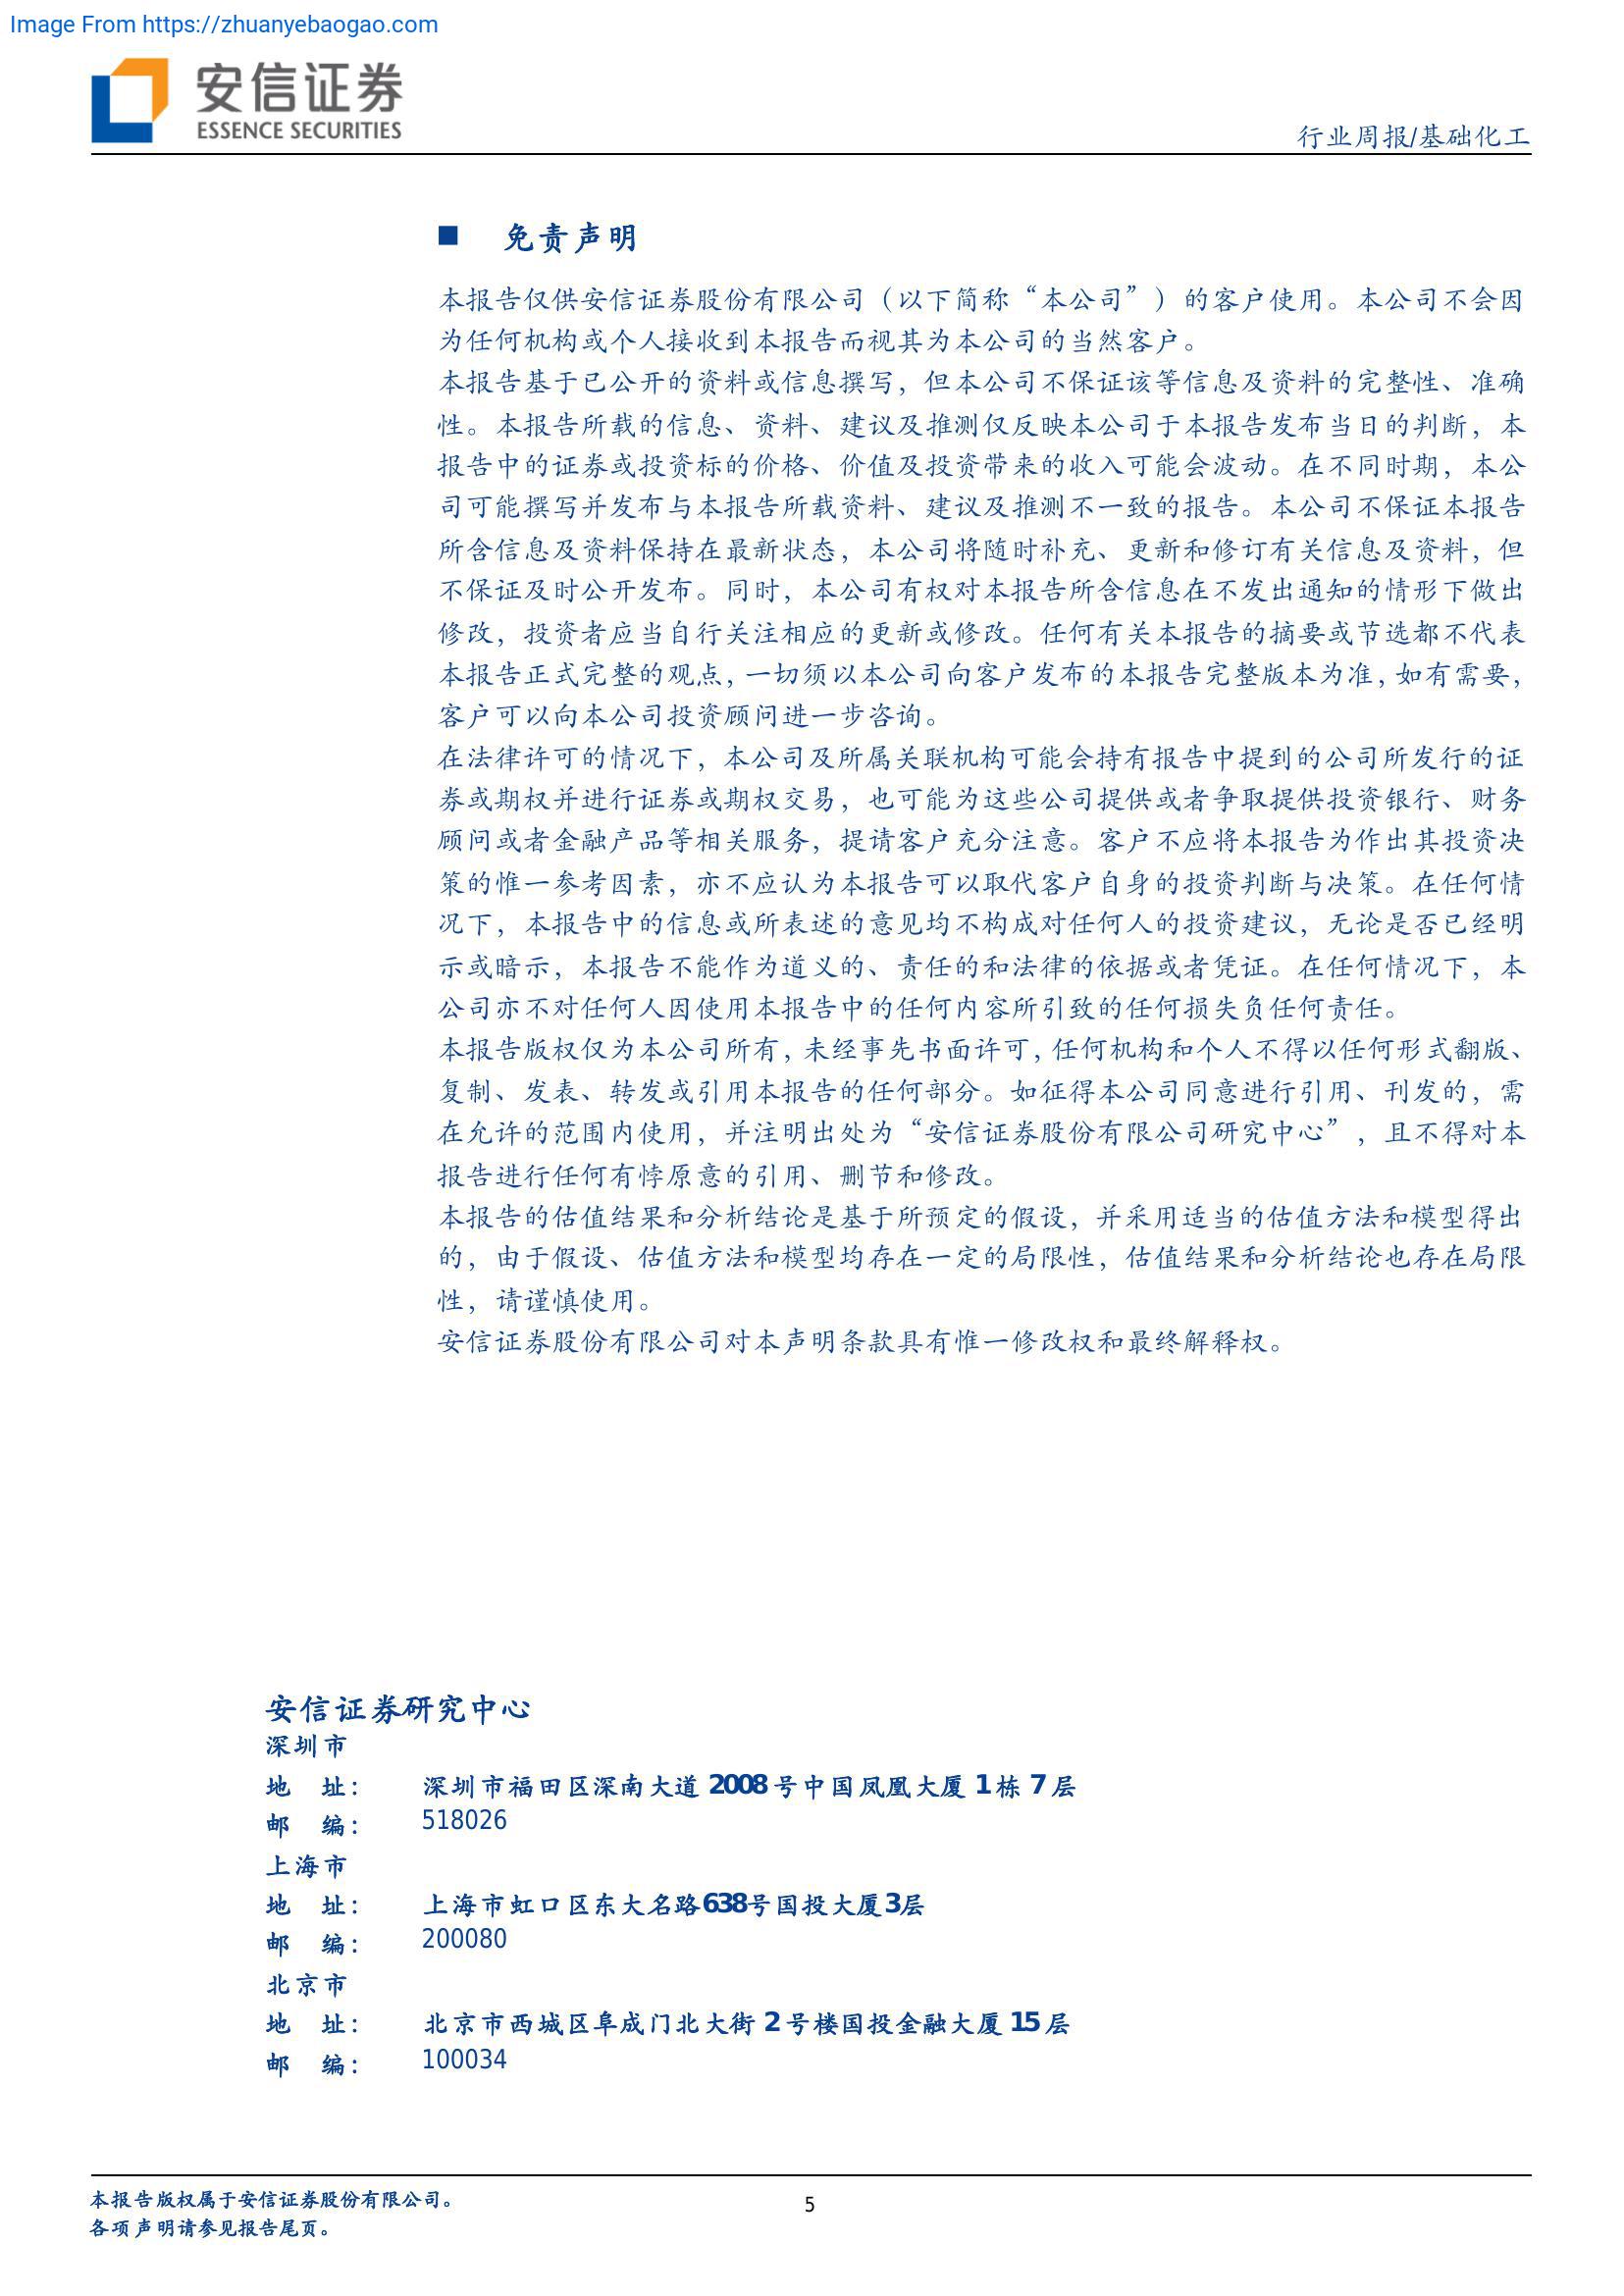 Image From https://zhuanyebaogao.com
安信证券
ESSENCE SECURITIES
行业周报/基础化工
■ 免责声明
本报告仅供安信证券股份有限公司（以下简称“本公司”）的客户使用。本公司不会因
为任何机构或个人接收到本报告而视其为本公司的当然客户。
本报告基于已公开的资料或信息撰写，但本公司不保证该等信息及资料的完整性、准确
性。本报告所载的信息、资料、建议及推测仅反映本公司于本报告发布当日的判断，本
报告中的证券或投资标的价格、价值及投资带来的收入可能会波动。在不同时期，本公
司可能撰写并发布与本报告所载资料、建议及推测不一致的报告。本公司不保证本报告
所含信息及资料保持在最新状态，本公司将随时补充、更新和修订有关信息及资料，但
不保证及时公开发布。同时，本公司有权对本报告所含信息在不发出通知的情形下做出
修改，投资者应当自行关注相应的更新或修改。任何有关本报告的摘要或节选都不代表
本报告正式完整的观点，一切须以本公司向客户发布的本报告完整版本为准，如有需要，
客户可以向本公司投资顾问进一步咨询。
在法律许可的情况下，本公司及所属关联机构可能会持有报告中提到的公司所发行的证
券或期权并进行证券或期权交易，也可能为这些公司提供或者争取提供投资银行、财务
顾问或者金融产品等相关服务，提请客户充分注意。客户不应将本报告为作出其投资决
策的惟一参考因素，亦不应认为本报告可以取代客户自身的投资判断与决策。在任何情
况下，本报告中的信息或所表述的意见均不构成对任何人的投资建议，无论是否已经明
示或暗示，本报告不能作为道义的、责任的和法律的依据或者凭证。在任何情况下，本
公司亦不对任何人因使用本报告中的任何内容所引致的任何损失负任何责任。
本报告版权仅为本公司所有，未经事先书面许可，任何机构和个人不得以任何形式翻版、
复制、发表、转发或引用本报告的任何部分。如征得本公司同意进行引用、刊发的，需
在允许的范围内使用，并注明出处为“安信证券股份有限公司研究中心”，且不得对本
报告进行任何有悖原意的引用、删节和修改。
本报告的估值结果和分析结论是基于所预定的假设，并采用适当的估值方法和模型得出
的，由于假设、估值方法和模型均存在一定的局限性，估值结果和分析结论也存在局限
性，请谨慎使用。
安信证券股份有限公司对本声明条款具有惟一修改权和最终解释权。
安信证券研究中心
深圳市
地 址： 深圳市福田区深南大道 2008 号中国凤凰大厦 1 栋 7 层
邮 编： 518026
上海市
地 址： 上海市虹口区东大名路638号国投大厦3层
邮 编： 200080
北京市
地 址： 北京市西城区阜成门北大街 2 号楼国投金融大厦 15 层
邮 编： 100034
本报告版权属于安信证券股份有限公司。
各项声明请参见报告尾页。
5